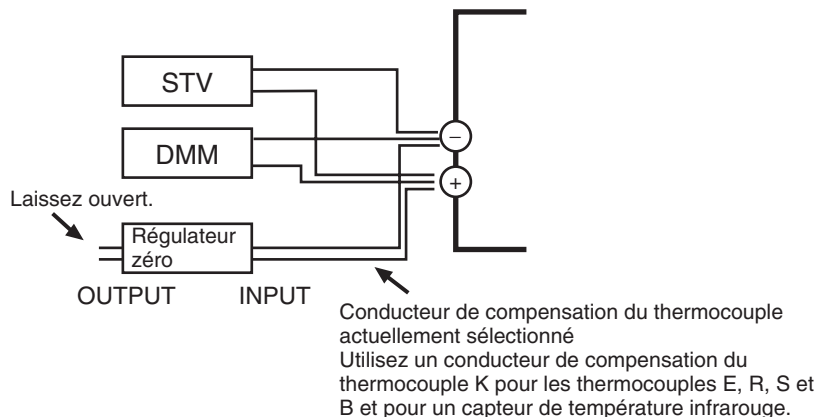 STV
−
DMM
+
Laissez ouvert.
Régulateur
zéro
OUTPUT
INPUT
Conducteur de compensation du thermocouple
actuellement sélectionné
Utilisez un conducteur de compensation du
thermocouple K pour les thermocouples E, R, S et
B et pour un capteur de température infrarouge.